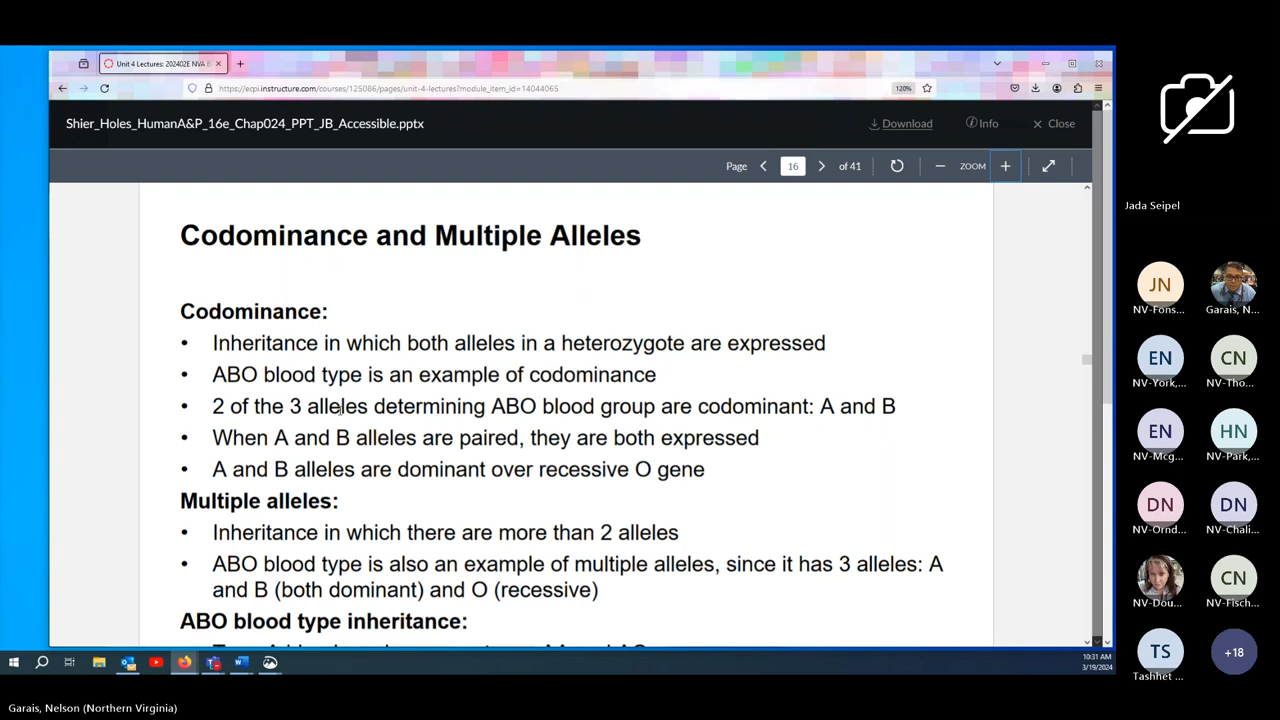 Unit 4 Lectures: 202402E NVA B
https://ecpi.instructure.com/courses/125086/pages/unit-4-lectures?module_item_id=14044065
120%
Shier_Holes_HumanA&P_16e_Chap024_PPT_JB_Accessible.pptx
Download
Info
Close
Page
16
of 41
ZOOM
Codominance and Multiple Alleles
Codominance:
• Inheritance in which both alleles in a heterozygote are expressed
• ABO blood type is an example of codominance
• 2 of the 3 alleles determining ABO blood group are codominant: A and B
• When A and B alleles are paired, they are both expressed
• A and B alleles are dominant over recessive O gene
Multiple alleles:
• Inheritance in which there are more than 2 alleles
• ABO blood type is also an example of multiple alleles, since it has 3 alleles: A
and B (both dominant) and O (recessive)
ABO blood type inheritance:
10:31 AM
3/19/2024
Jada Seipel
JN
NV-Fons...
Garais, N...
EN
NV-York,...
CN
NV-Tho...
EN
NV-Mcg...
HN
NV-Park,...
DN
NV-Ornd...
DN
NV-Chali...
NV-Dou...
CN
NV-Fisch...
TS
Tashhet ...
+18
Garais, Nelson (Northern Virginia)